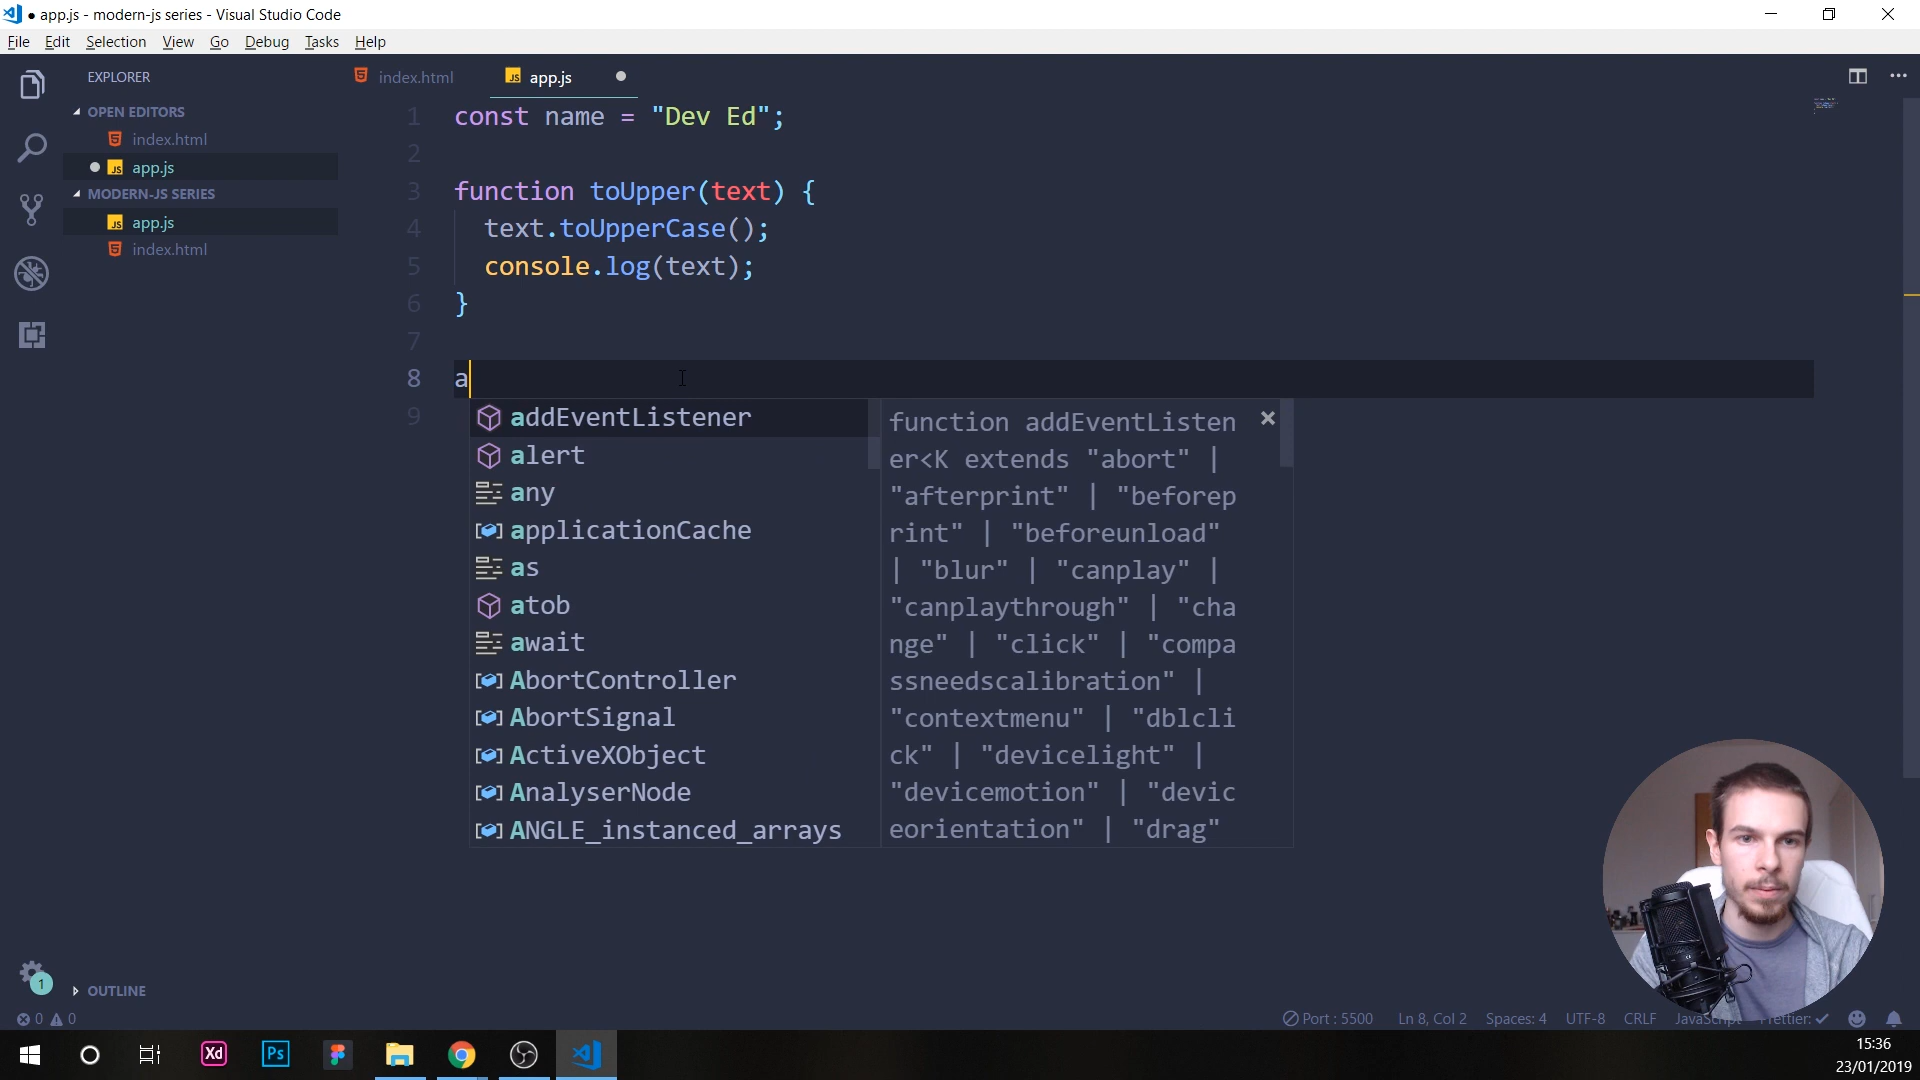 app.js - modern-js series - Visual Studio Code
File Edit Selection View Go Debug Tasks Help
EXPLORER
OPEN EDITORS
index.html
app.js
MODERN-JS SERIES
app.js
index.html
OUTLINE
index.html
app.js
1 const name = "Dev Ed";
2
3 function toUpper(text) {
4 text.toUpperCase();
5 console.log(text);
6 }
7
8 a
9
addEventListener
alert
any
applicationCache
as
atob
await
AbortController
AbortSignal
ActiveXObject
AnalyserNode
ANGLE_instanced_arrays
function addEventListen
er<K extends "abort" |
"afterprint" | "beforep
rint" | "beforeunload"
| "blur" | "canplay" |
"canplaythrough" | "cha
nge" | "click" | "compa
ssneedscalibration" |
"contextmenu" | "dblcli
ck" | "devicelight" |
"devicemotion" | "devic
eorientation" | "drag"
1
0 0
Port : 5500 Ln 8, Col 2 Spaces: 4 UTF-8 CRLF JavaScript Prettier:
Xd Ps
15:36
23/01/2019